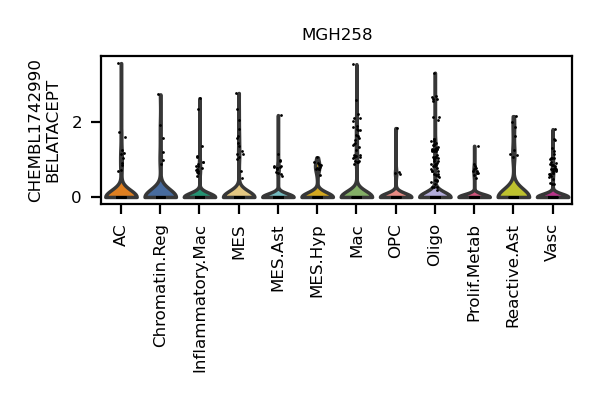 MGH258
CHEMBL1742990
BELATACEPT
2
0
AC
Chromatin.Reg
Inflammatory.Mac
MES
MES.Ast
MES.Hyp
Mac
OPC
Oligo
Prolif.Metab
Reactive.Ast
Vasc